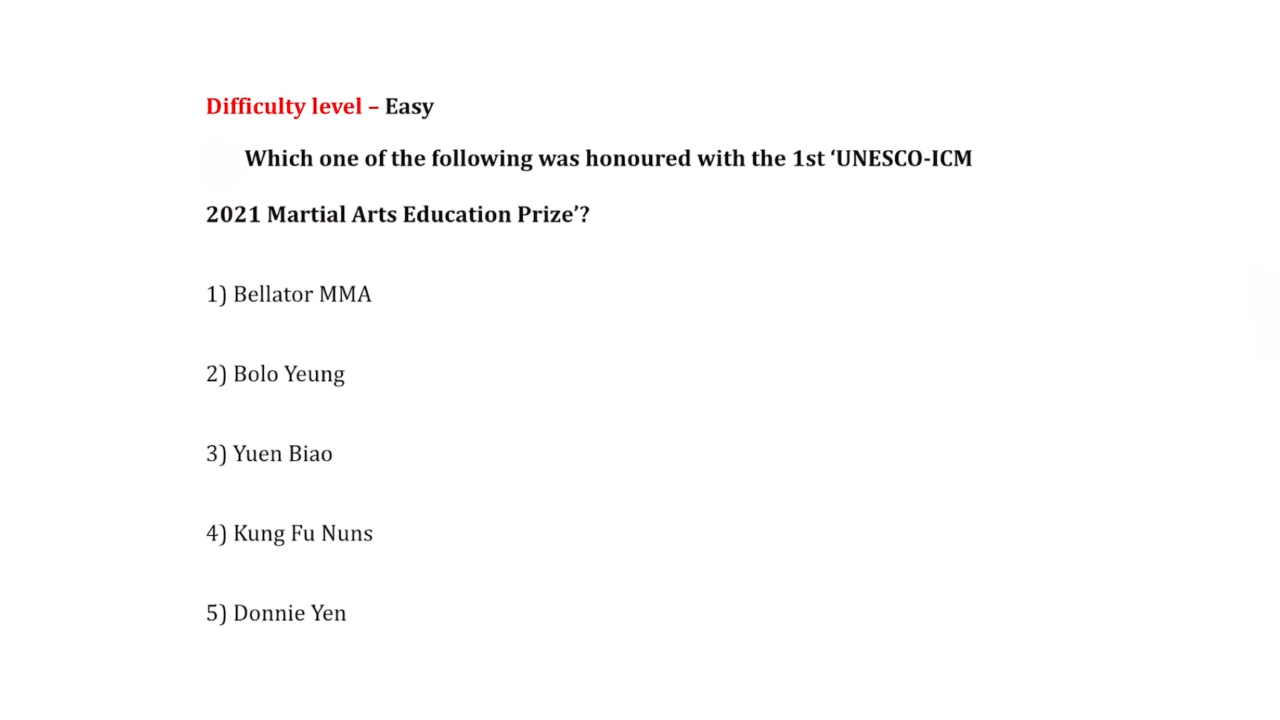 Difficulty level – Easy
Which one of the following was honoured with the 1st ‘UNESCO-ICM
2021 Martial Arts Education Prize’?
1) Bellator MMA
2) Bolo Yeung
3) Yuen Biao
4) Kung Fu Nuns
5) Donnie Yen